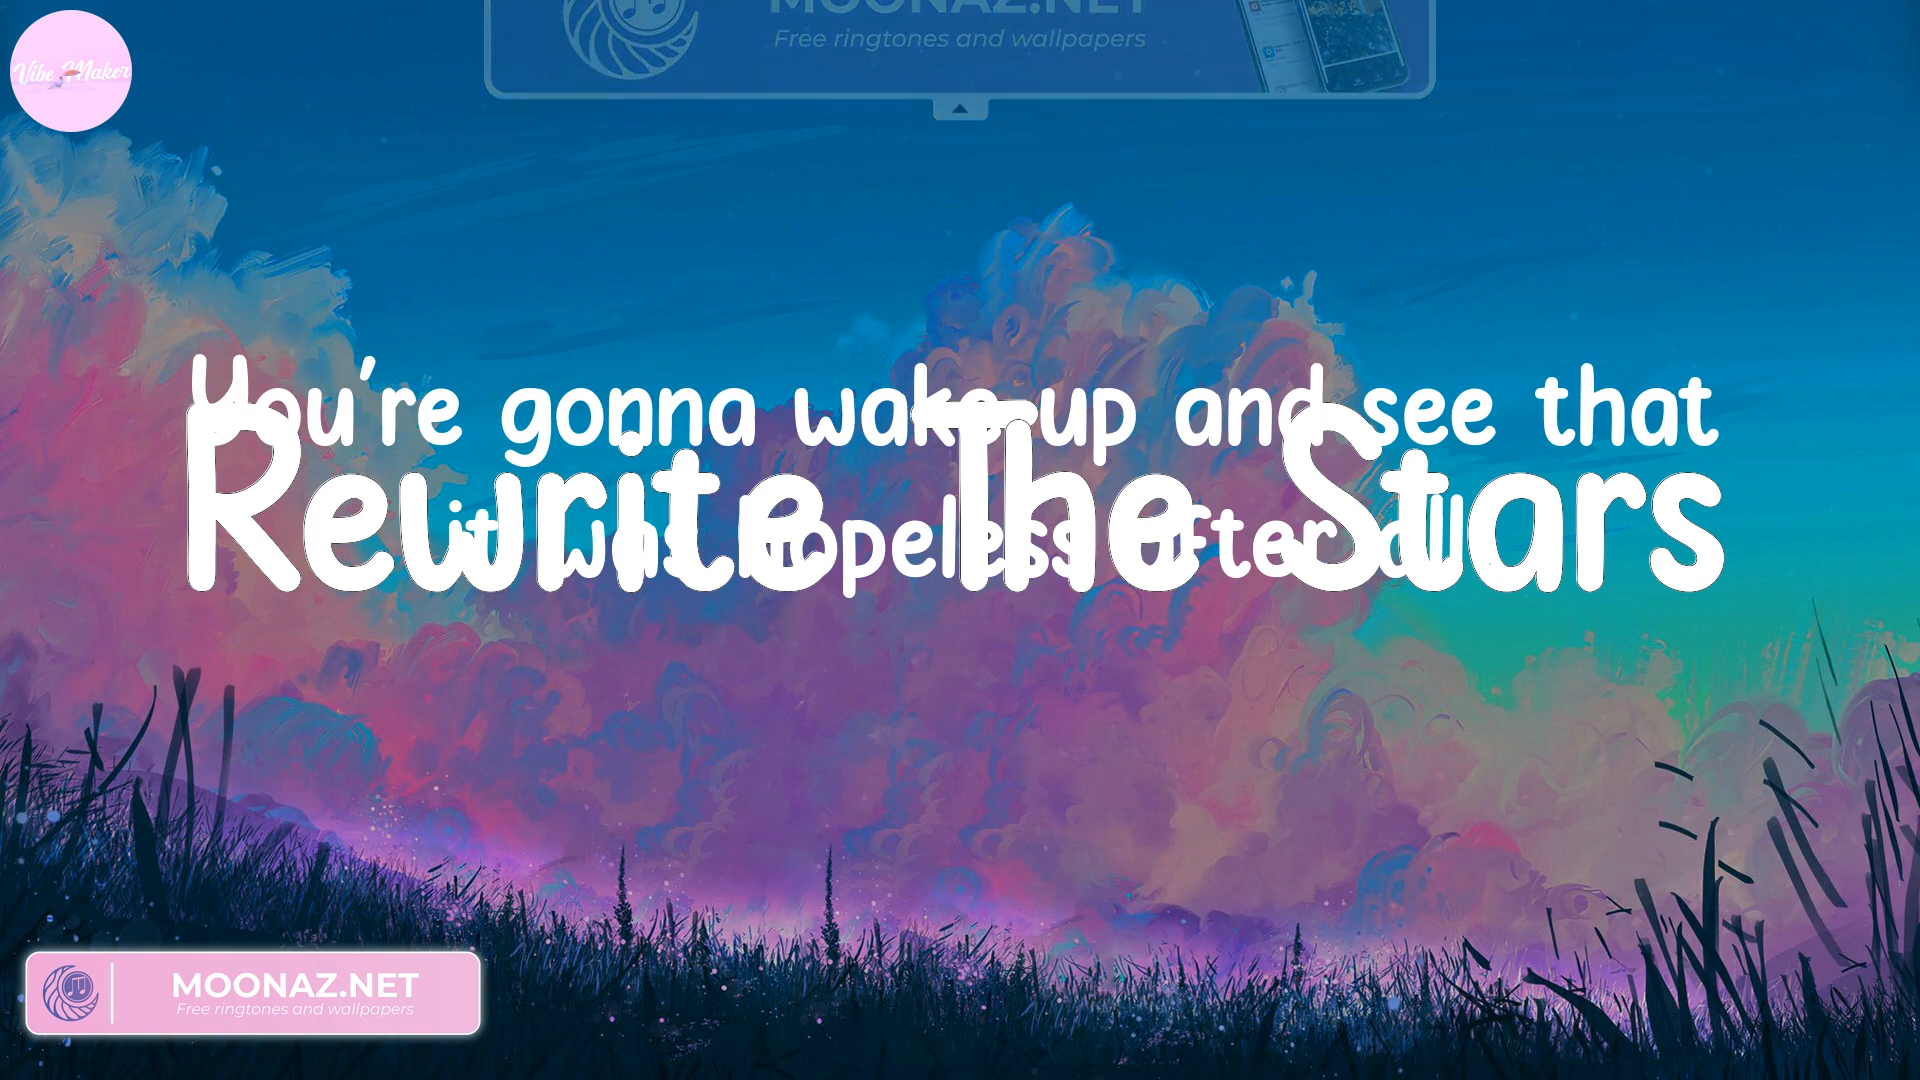 Vibe Maker
MOONAZ.NET
Free ringtones and wallpapers
You're gonna wake up and see that
Rewrite The Stars
it was hopeless after all
MOONAZ.NET
Free ringtones and wallpapers